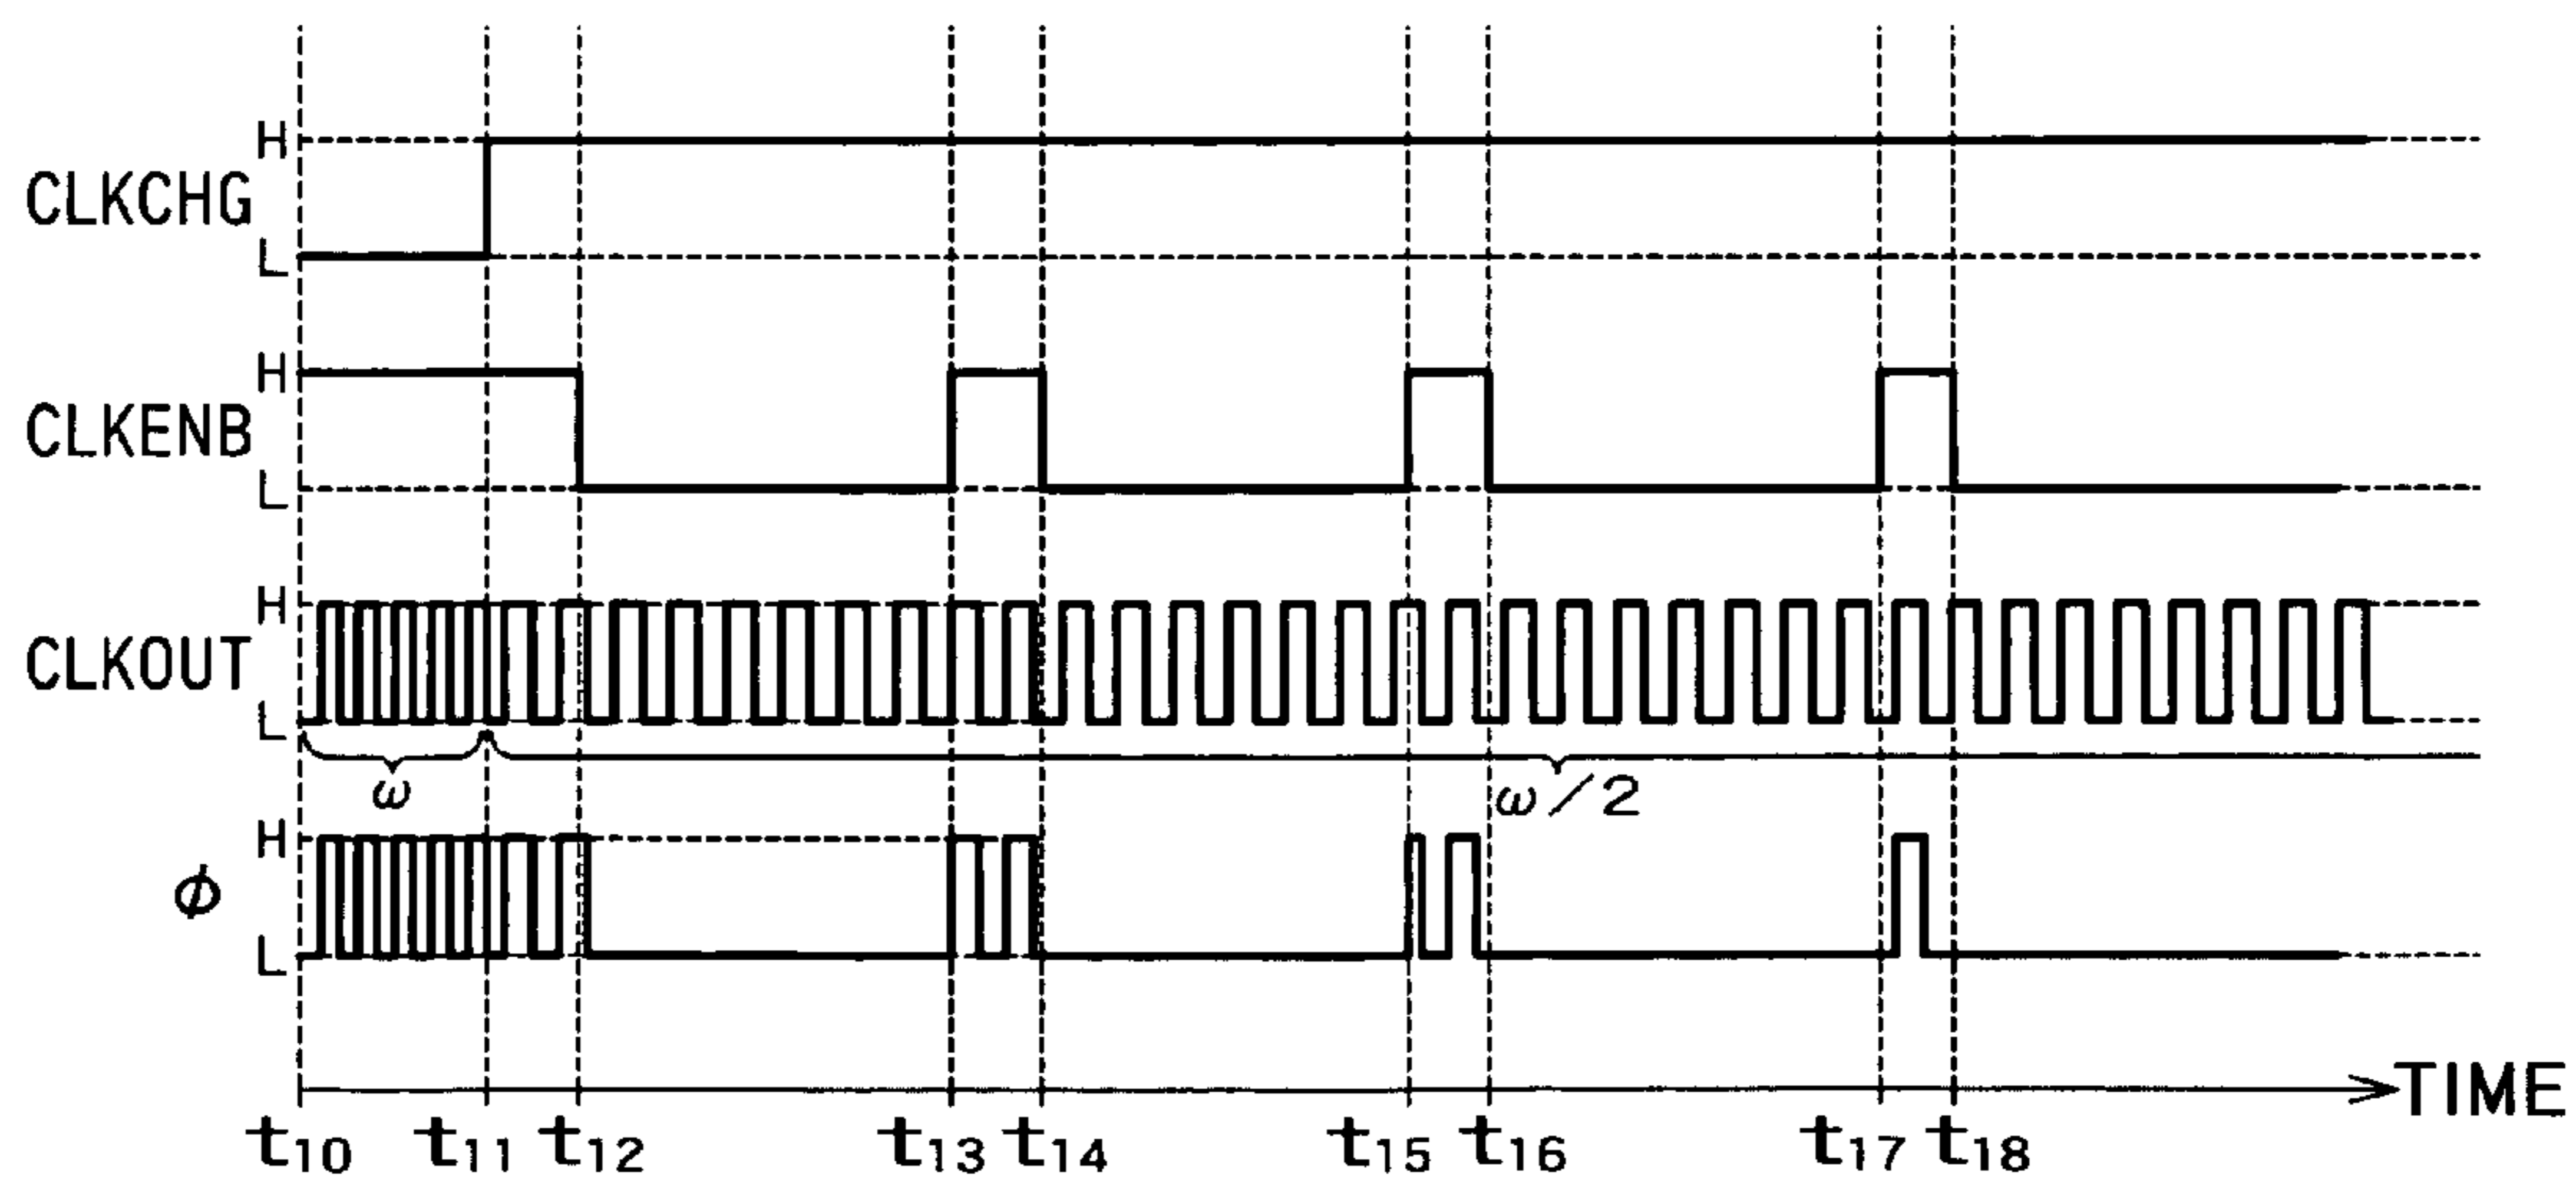 H
CLKCHG
L
H
CLKENB
L
H
CLKOUT
L
ω
ω/2
H
ϕ
L
TIME
t10 t11 t12 t13 t14 t15 t16 t17 t18